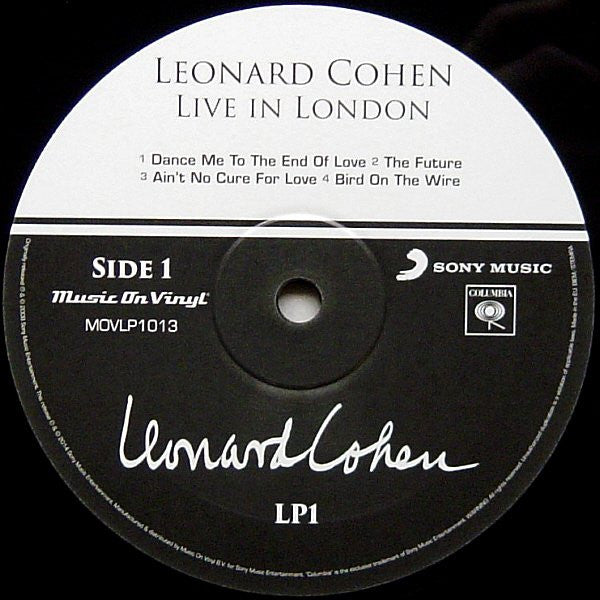 LEONARD COHEN
LIVE IN LONDON
1 Dance Me To The End Of Love 2 The Future
3 Ain't No Cure For Love 4 Bird On The Wire
SIDE 1
Music On Vinyl
MOVLP1013
SONY MUSIC
COLUMBIA
Leonard Cohen
LP1